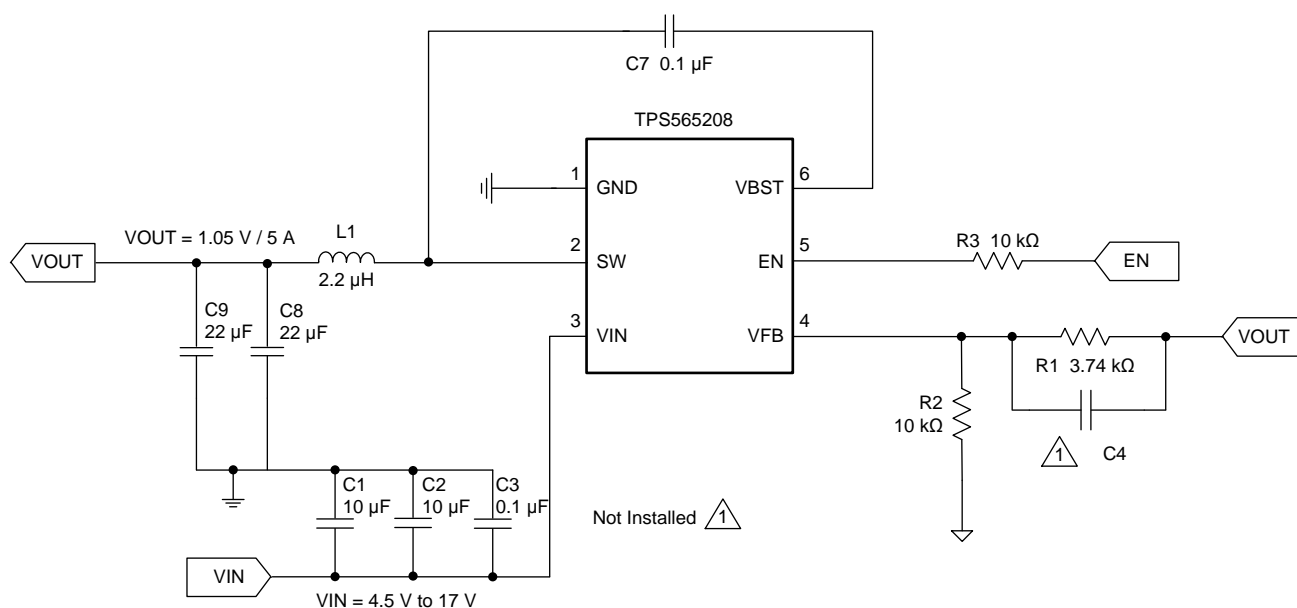 C7 0.1 µF
TPS565208
1
GND
VBST
6
VOUT
VOUT = 1.05 V / 5 A
L1
2.2 µH
2
SW
EN
5
R3 10 kΩ
EN
C9
22 µF
C8
22 µF
3
VIN
VFB
4
VOUT
R1 3.74 kΩ
R2
10 kΩ
1
C4
C1
10 µF
C2
10 µF
C3
0.1 µF
Not Installed 1
VIN
VIN = 4.5 V to 17 V